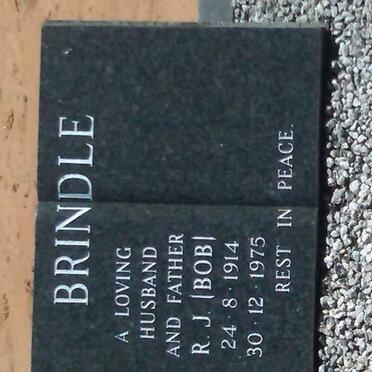 BRINDLE
A LOVING
HUSBAND
AND FATHER
R. J. (BOB)
24 · 8 · 1914
30 · 12 · 1975
REST IN PEACE.